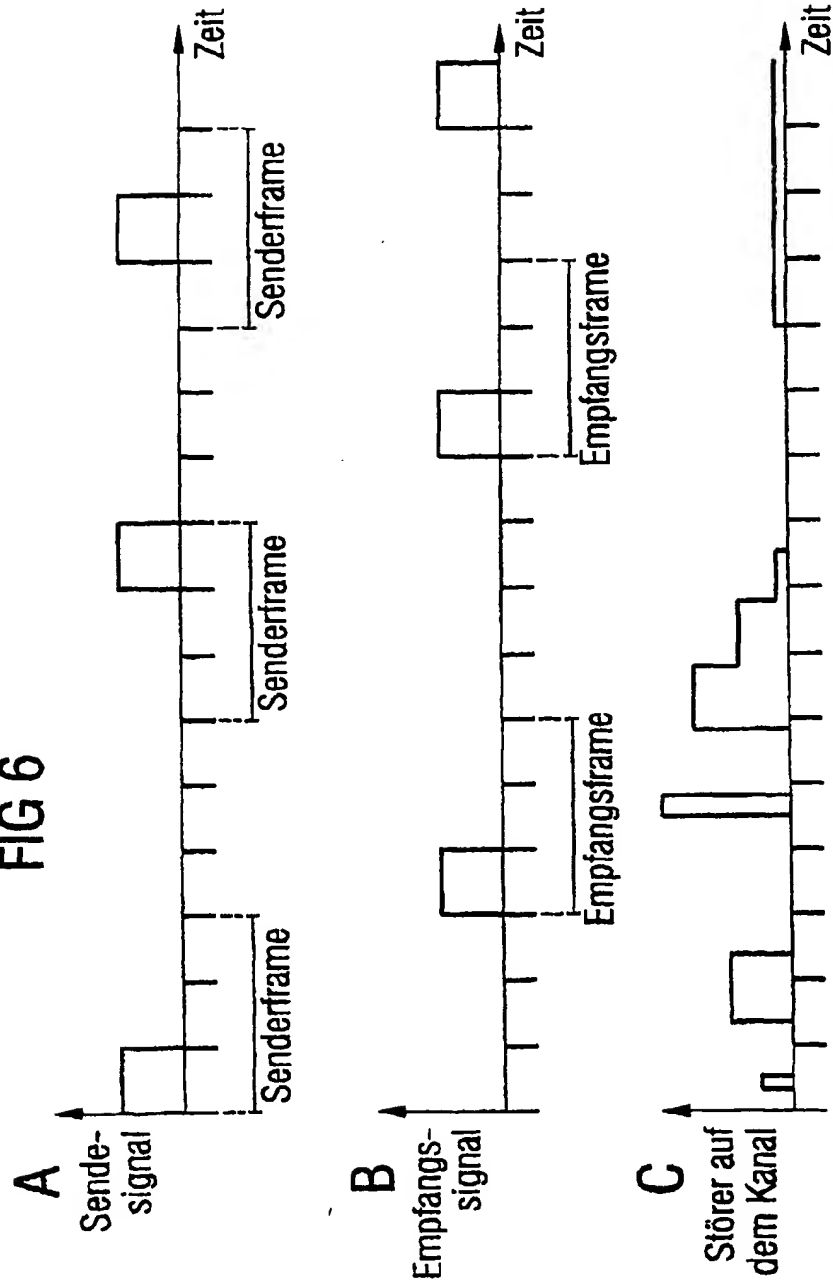 FIG 6
A
Sende-
signal
Zeit
Senderframe
Senderframe
Senderframe
B
Empfangs-
signal
Zeit
Empfangsframe
Empfangsframe
C
Störer auf
dem Kanal
Zeit